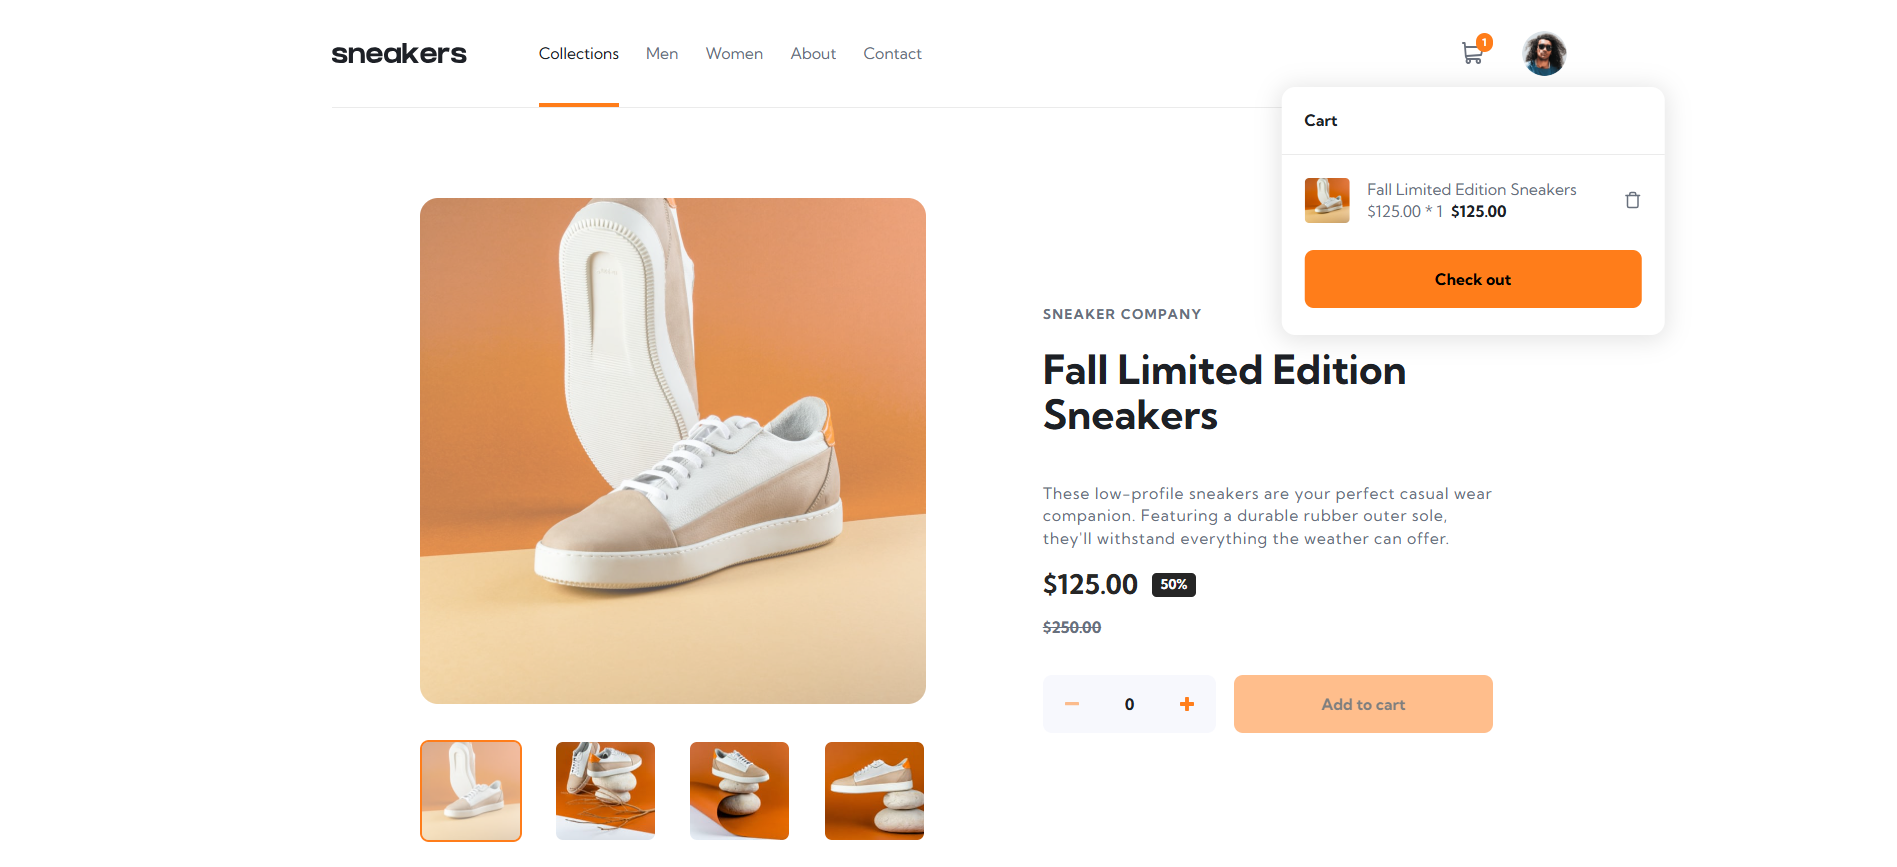 sneakers
Collections
Men
Women
About
Contact
1
Cart
Fall Limited Edition Sneakers
$125.00 * 1 $125.00
Check out
SNEAKER COMPANY
Fall Limited Edition
Sneakers
These low-profile sneakers are your perfect casual wear
companion. Featuring a durable rubber outer sole,
they'll withstand everything the weather can offer.
$125.00 50%
$250.00
0
Add to cart